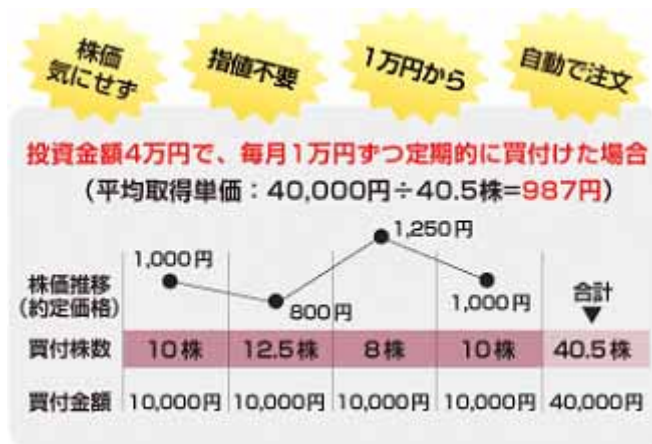 株価
気にせず
指値不要
1万円から
自動で注文
投資金額4万円で、毎月1万円ずつ定期的に買付けた場合
(平均取得単価:40,000円÷40.5株=987円)
1,000円
800円
1,250円
1,000円
株価推移
(約定価格)
合計
▼
買付株数 10株 12.5株 8株 10株 40.5株
買付金額 10,000円 10,000円 10,000円 10,000円 40,000円